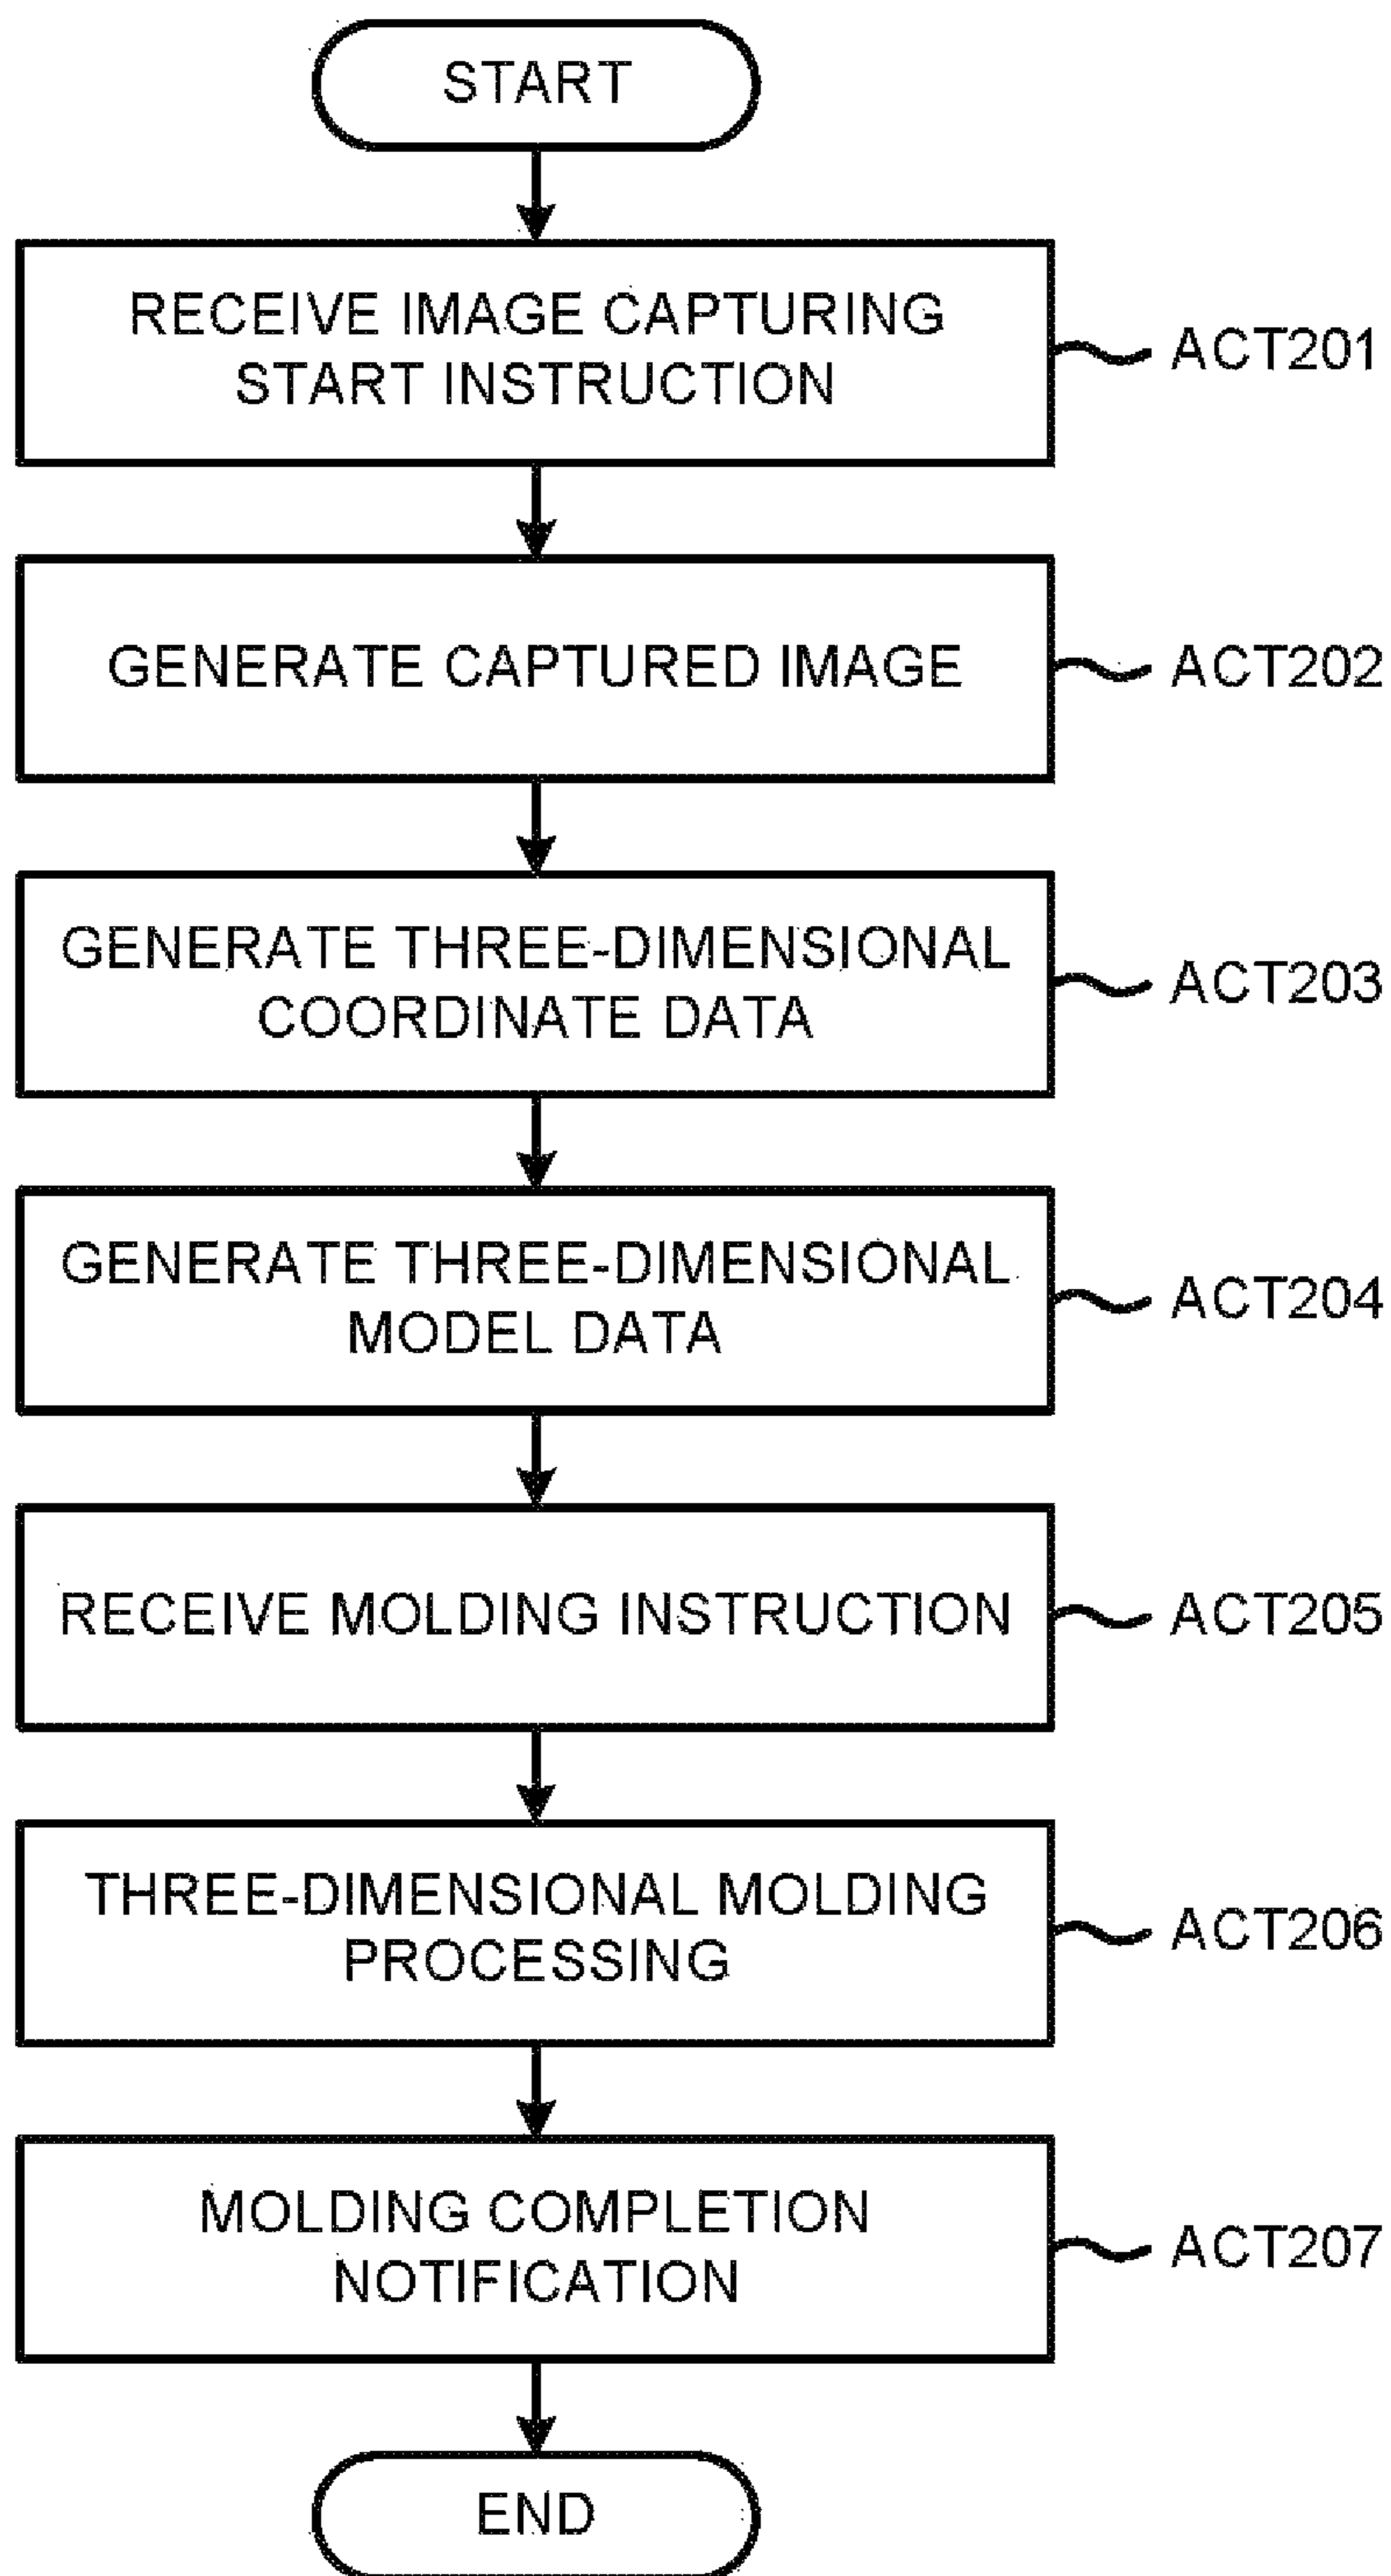 START
RECEIVE IMAGE CAPTURING
START INSTRUCTION
ACT201
GENERATE CAPTURED IMAGE
ACT202
GENERATE THREE-DIMENSIONAL
COORDINATE DATA
ACT203
GENERATE THREE-DIMENSIONAL
MODEL DATA
ACT204
RECEIVE MOLDING INSTRUCTION
ACT205
THREE-DIMENSIONAL MOLDING
PROCESSING
ACT206
MOLDING COMPLETION
NOTIFICATION
ACT207
END